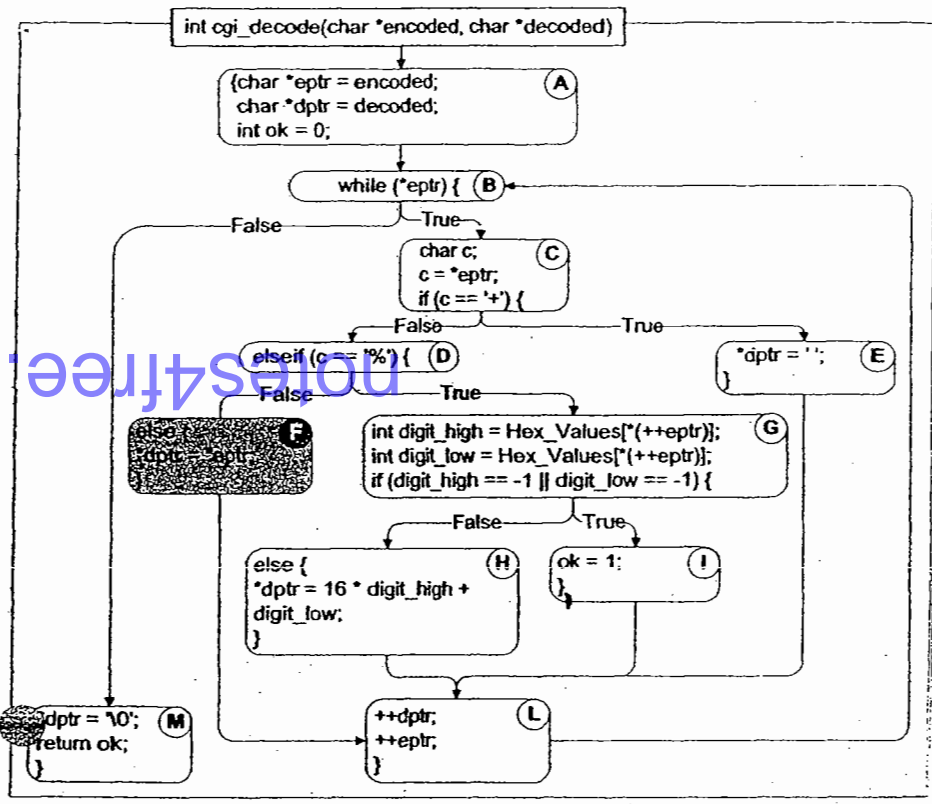 int cgi_decode(char *encoded, char *decoded)
{char *eptr = encoded;
char *dptr = decoded;
int ok = 0;
A
while (*eptr) {
B
False
True
char c;
c = *eptr;
if (c == '+') {
C
False
True
elseif (c == '%') {
D
*dptr = ' ';
}
E
notes4free.
False
True
else {
*dptr = *eptr;
}
F
int digit_high = Hex_Values[*(++eptr)];
int digit_low = Hex_Values[*(++eptr)];
if (digit_high == -1 || digit_low == -1) {
G
False
True
else {
*dptr = 16 * digit_high +
digit_low;
}
H
ok = 1;
}
I
*dptr = '\0';
return ok;
}
M
++dptr;
++eptr;
}
L